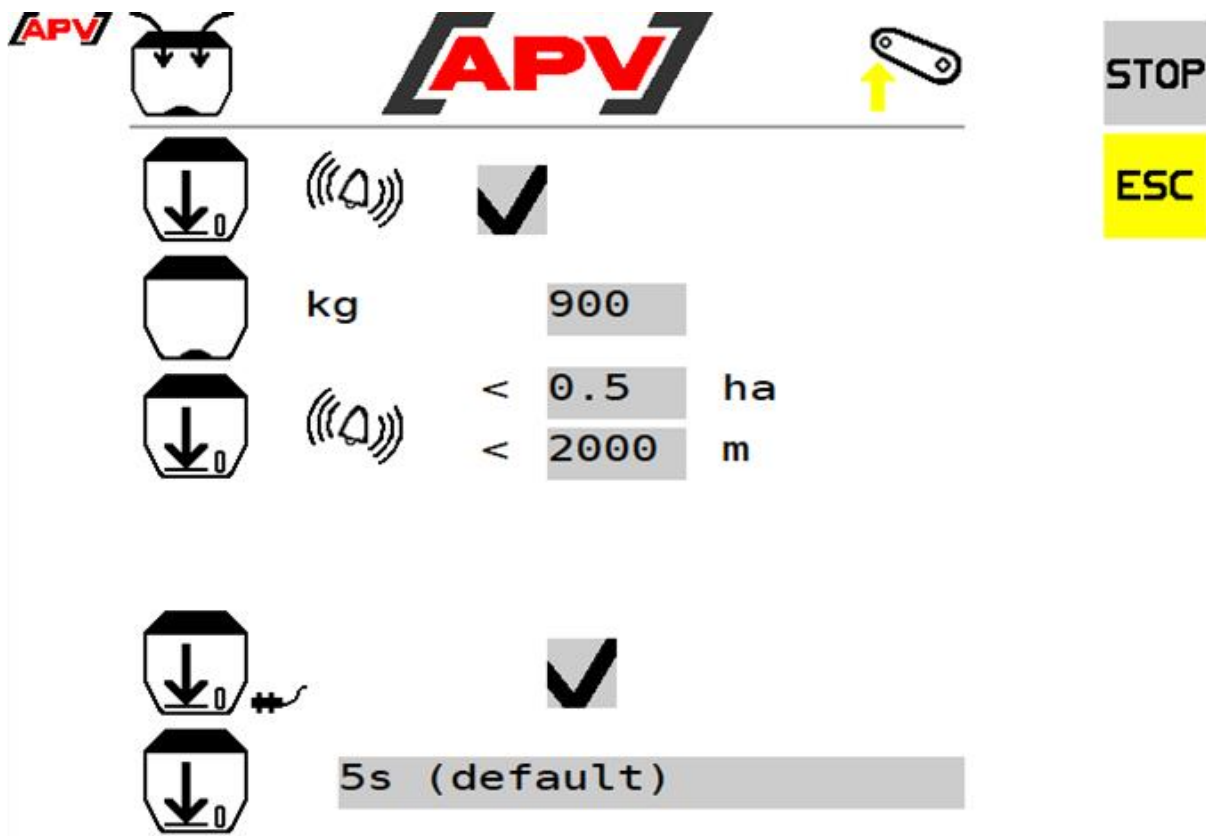 APV
APV
STOP
ESC
kg 900
< 0.5 ha
< 2000 m
5s (default)